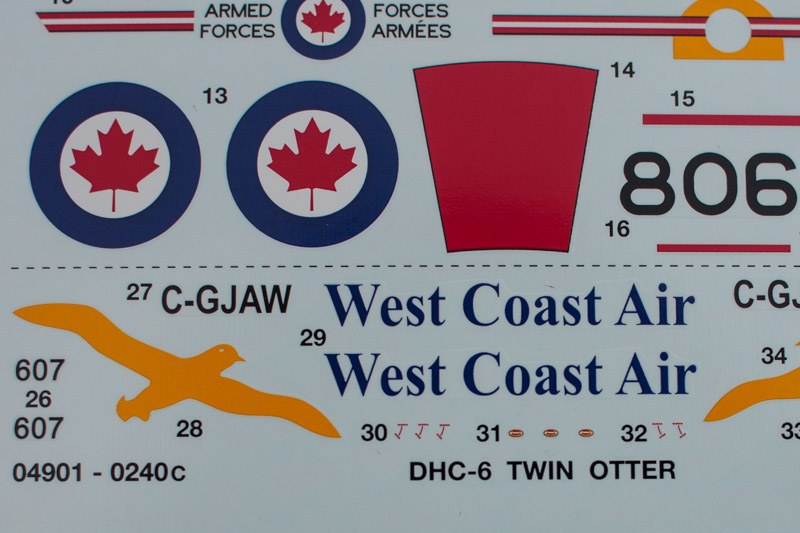 ARMED
FORCES
FORCES
ARMÉES
13
14
15
806
16
27 C-GJAW
29
West Coast Air
West Coast Air
C-GJ
607
26
607
28
30
31
32
34
33
04901 - 0240C
DHC-6 TWIN OTTER